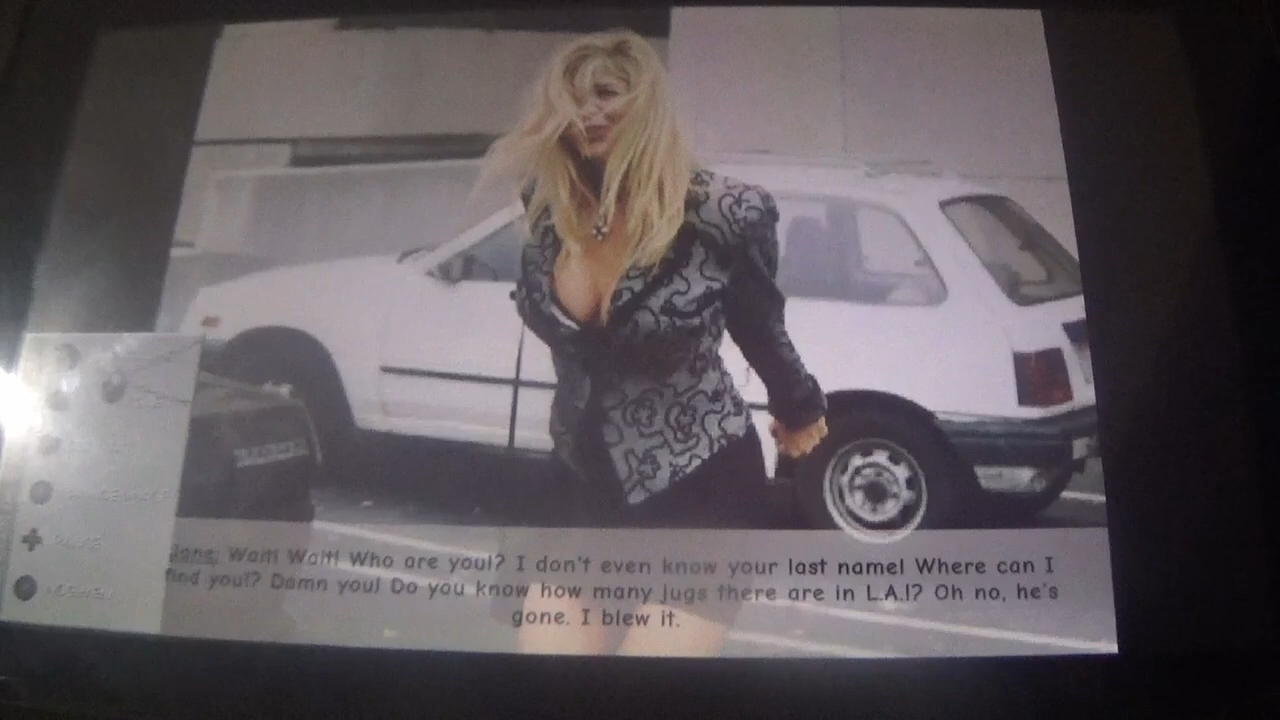 Jane: Wait! Wait! Who are you!? I don't even know your last name! Where can I
find you!? Damn you! Do you know how many Jugs there are in L.A.!? Oh no, he's
gone. I blew it.